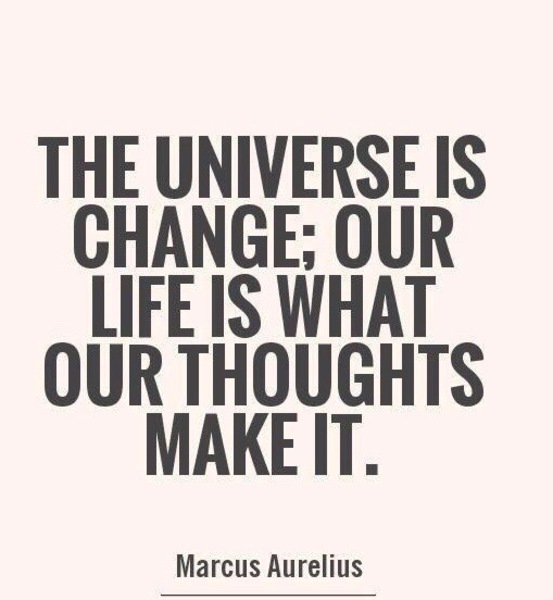 THE UNIVERSE IS
CHANGE; OUR
LIFE IS WHAT
OUR THOUGHTS
MAKE IT.
Marcus Aurelius